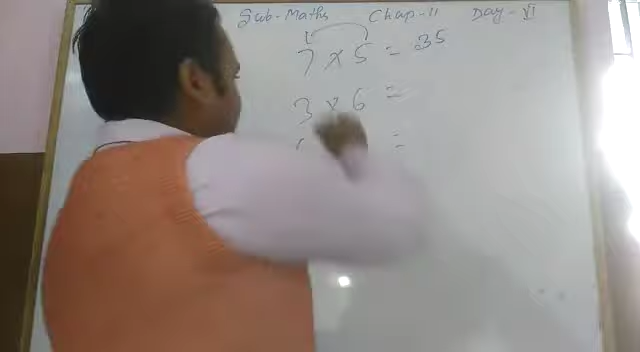 Sub-Maths Chap-11 Day-VI
7 × 5 = 35
3 × 6 =
=